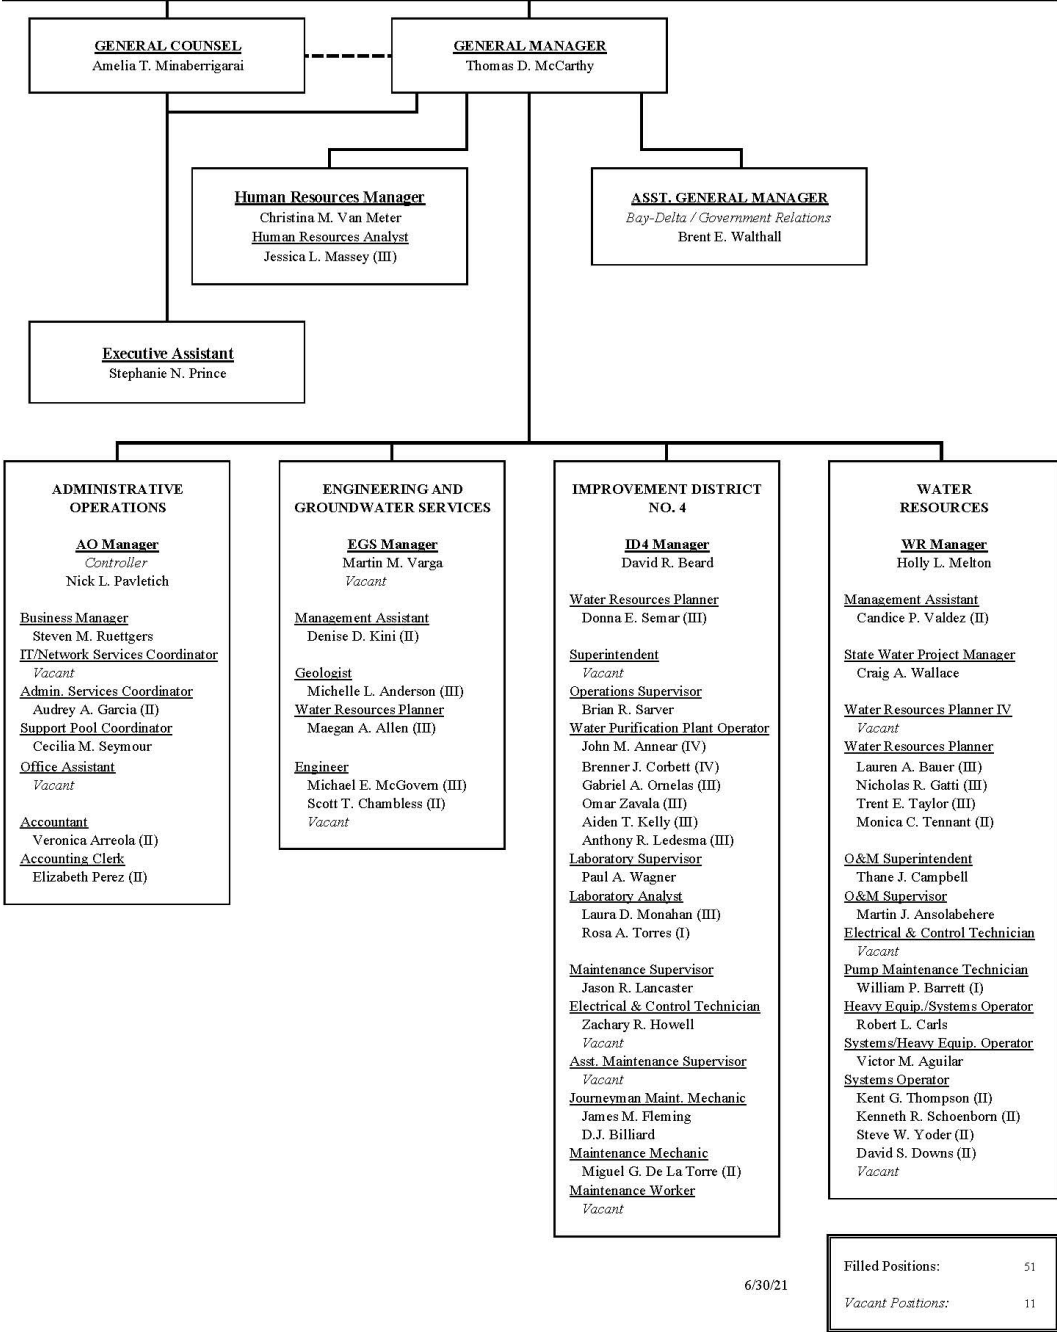 GENERAL COUNSEL
Amelia T. Minaberrigarai
GENERAL MANAGER
Thomas D. McCarthy
Human Resources Manager
Christina M. Van Meter
Human Resources Analyst
Jessica L. Massey (III)
ASST. GENERAL MANAGER
Bay-Delta / Government Relations
Brent E. Walthall
Executive Assistant
Stephanie N. Prince
ADMINISTRATIVE
OPERATIONS
AO Manager
Controller
Nick L. Pavletich
Business Manager
Steven M. Ruettgers
IT/Network Services Coordinator
Vacant
Admin. Services Coordinator
Audrey A. Garcia (II)
Support Pool Coordinator
Cecilia M. Seymour
Office Assistant
Vacant
Accountant
Veronica Arreola (II)
Accounting Clerk
Elizabeth Perez (II)
ENGINEERING AND
GROUNDWATER SERVICES
EGS Manager
Martin M. Varga
Vacant
Management Assistant
Denise D. Kini (II)
Geologist
Michelle L. Anderson (III)
Water Resources Planner
Maegan A. Allen (III)
Engineer
Michael E. McGovern (III)
Scott T. Chambless (II)
Vacant
IMPROVEMENT DISTRICT
NO. 4
ID4 Manager
David R. Beard
Water Resources Planner
Donna E. Semar (III)
Superintendent
Vacant
Operations Supervisor
Brian R. Sarver
Water Purification Plant Operator
John M. Annear (IV)
Brenner J. Corbett (IV)
Gabriel A. Ornelas (III)
Omar Zavala (III)
Aiden T. Kelly (III)
Anthony R. Ledesma (III)
Laboratory Supervisor
Paul A. Wagner
Laboratory Analyst
Laura D. Monahan (III)
Rosa A. Torres (I)
Maintenance Supervisor
Jason R. Lancaster
Electrical & Control Technician
Zachary R. Howell
Vacant
Asst. Maintenance Supervisor
Vacant
Journeyman Maint. Mechanic
James M. Fleming
D.J. Billiard
Maintenance Mechanic
Miguel G. De La Torre (II)
Maintenance Worker
Vacant
WATER
RESOURCES
WR Manager
Holly L. Melton
Management Assistant
Candice P. Valdez (II)
State Water Project Manager
Craig A. Wallace
Water Resources Planner IV
Vacant
Water Resources Planner
Lauren A. Bauer (III)
Nicholas R. Gatti (III)
Trent E. Taylor (III)
Monica C. Tennant (II)
O&M Superintendent
Thane J. Campbell
O&M Supervisor
Martin J. Ansolabehere
Electrical & Control Technician
Vacant
Pump Maintenance Technician
William P. Barrett (I)
Heavy Equip./Systems Operator
Robert L. Carls
Systems/Heavy Equip. Operator
Victor M. Aguilar
Systems Operator
Kent G. Thompson (II)
Kenneth R. Schoenborn (II)
Steve W. Yoder (II)
David S. Downs (II)
Vacant
6/30/21
Filled Positions: 51
Vacant Positions: 11